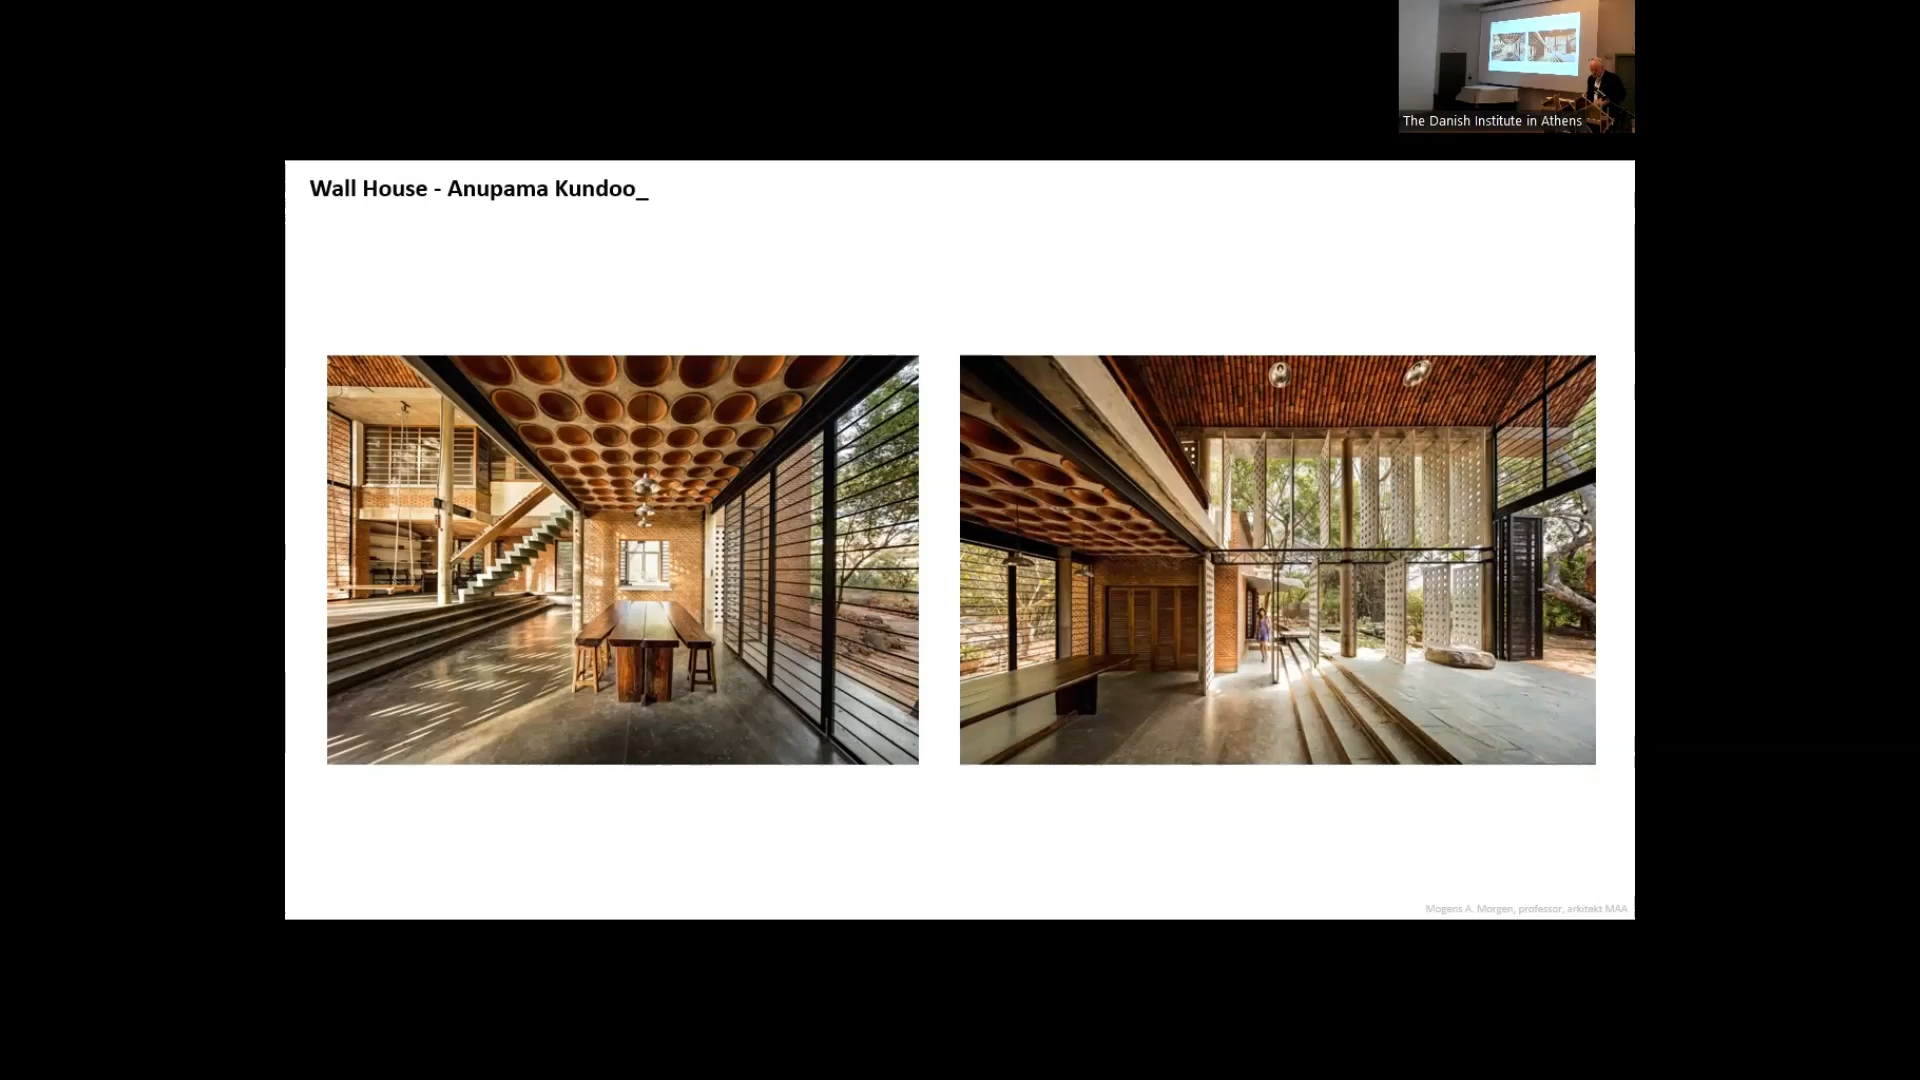 The Danish Institute in Athens
Wall House - Anupama Kundoo_
Mogens A. Morgen, professor, arkitekt MAA